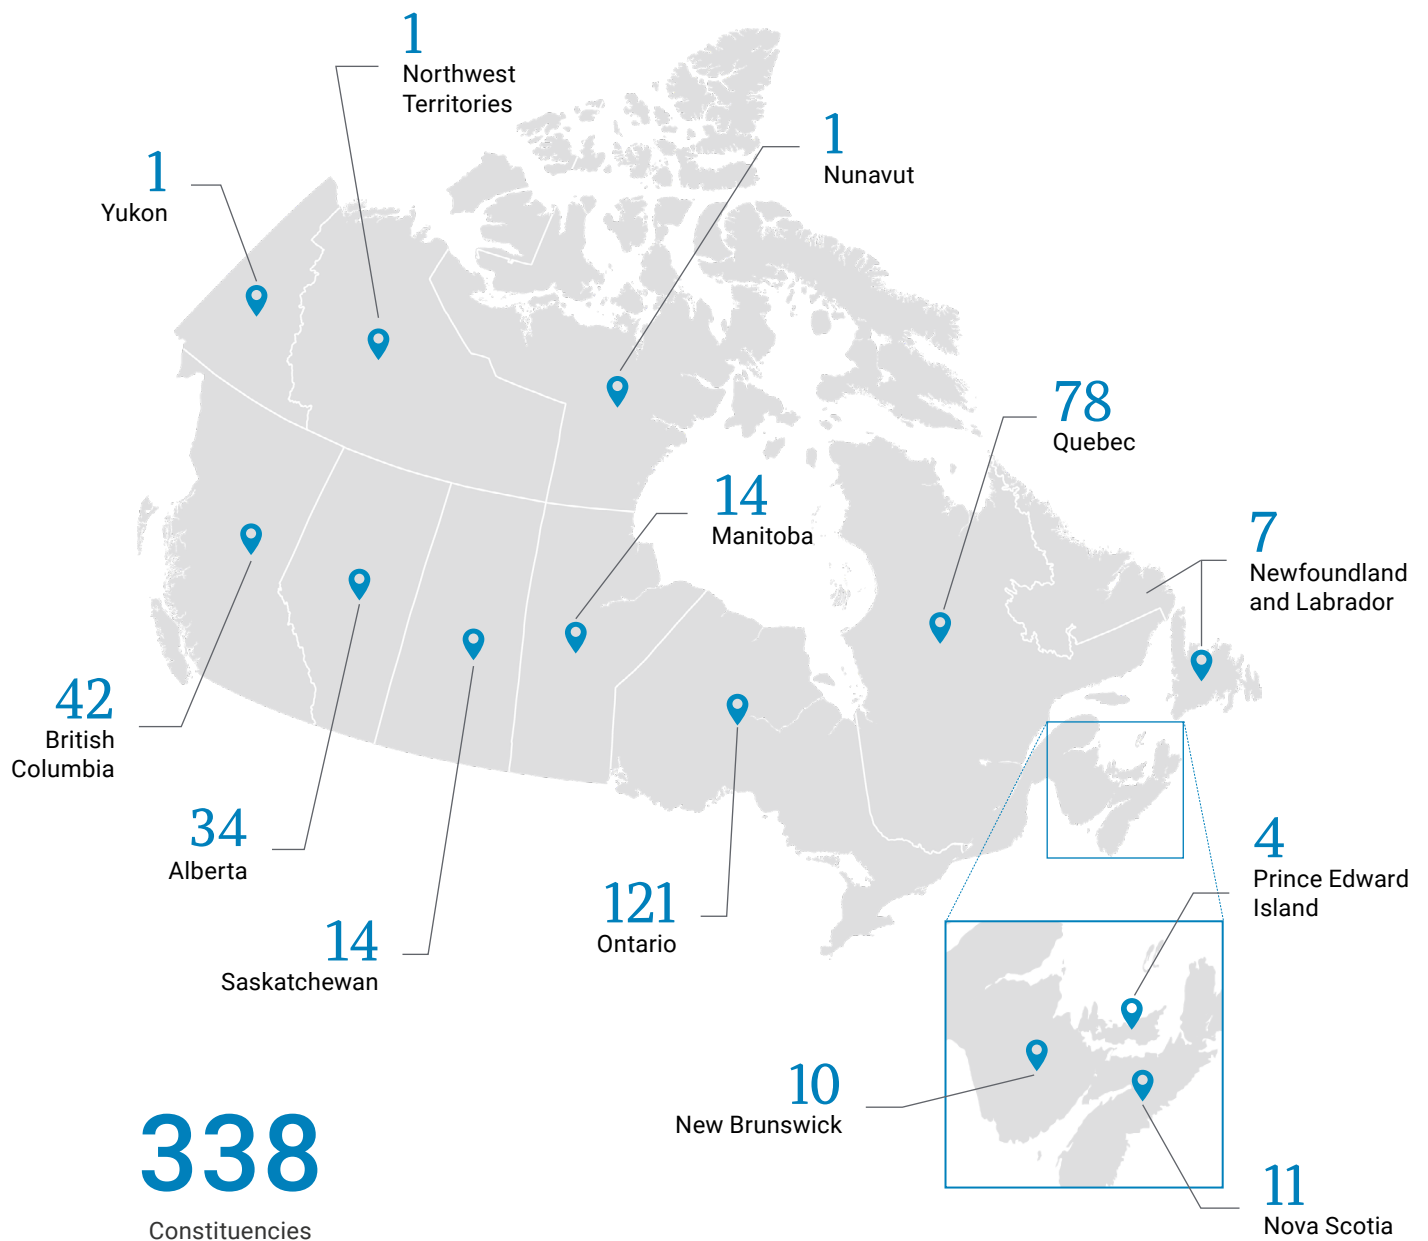 1
Northwest
Territories
1
Nunavut
1
Yukon
78
Quebec
14
Manitoba
7
Newfoundland
and Labrador
42
British
Columbia
34
Alberta
4
Prince Edward
Island
121
Ontario
14
Saskatchewan
10
New Brunswick
338
Constituencies
11
Nova Scotia